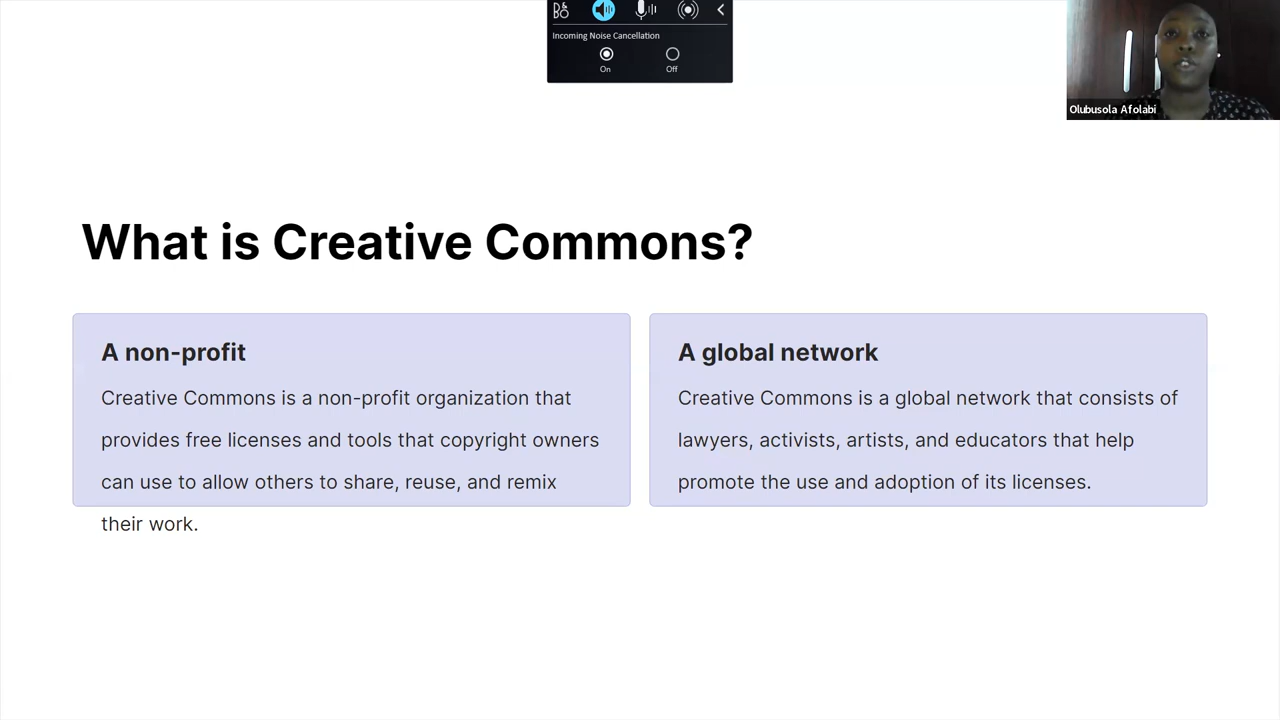 B&O
Incoming Noise Cancellation
On Off
Olubusola Afolabi
What is Creative Commons?
A non-profit
Creative Commons is a non-profit organization that
provides free licenses and tools that copyright owners
can use to allow others to share, reuse, and remix
their work.
A global network
Creative Commons is a global network that consists of
lawyers, activists, artists, and educators that help
promote the use and adoption of its licenses.